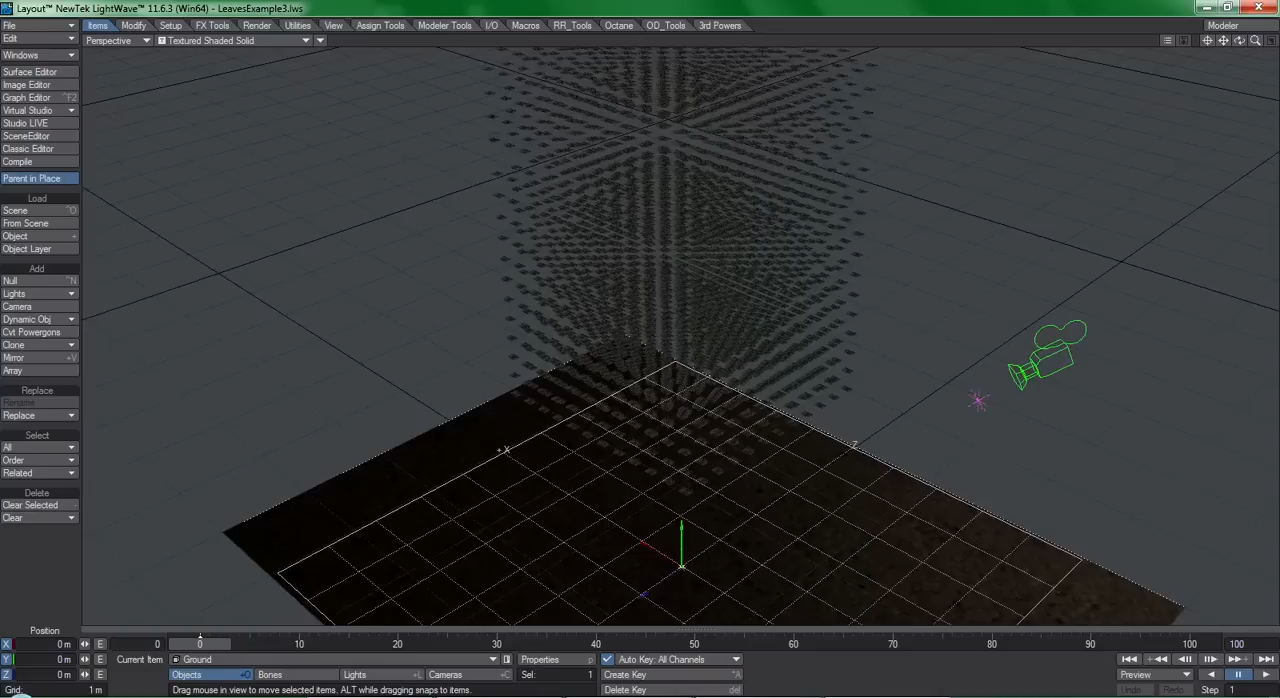 Layout™ NewTek LightWave™ 11.6.3 (Win64) - LeavesExample3.lws
File Items Modify Setup FX Tools Render Utilities View Assign Tools Modeler Tools I/O Macros RR_Tools Octane OD_Tools 3rd Powers Modeler
Edit Perspective Textured Shaded Solid
Windows
Surface Editor
Image Editor
Graph Editor ^F2
Virtual Studio
Studio LIVE
SceneEditor
Classic Editor
Compile
Parent in Place
Load
Scene ^O
From Scene
Object +
Object Layer
Add
Null ^N
Lights
Camera
Dynamic Obj
Cvt Powergons
Clone
Mirror +V
Array
Replace
Rename
Replace
Select
All
Order
Related
Delete
Clear Selected -
Clear
+X
Z
Position
X 0 m E 0 0 10 20 30 40 50 60 70 80 90 100 100
Y 0 m E Current Item Ground Properties p Auto Key: All Channels
Z 0 m E Objects +O Bones Lights +L Cameras +C Sel: 1 Create Key Preview
Grid: 1 m Drag mouse in view to move selected items. ALT while dragging snaps to items. Delete Key del Undo Redo Step 1